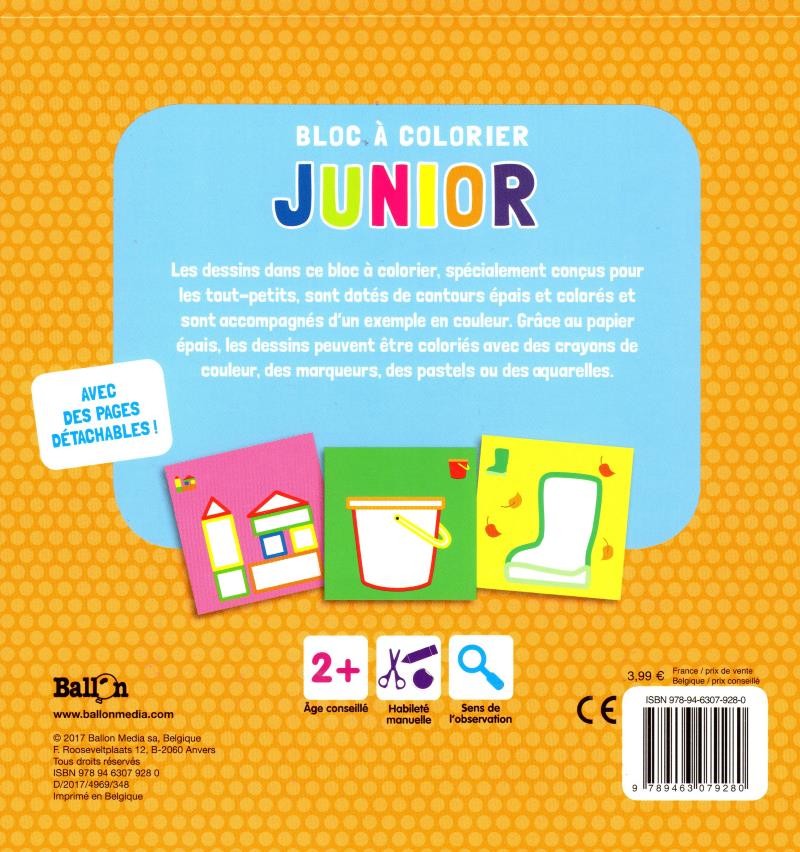 BLOC À COLORIER
JUNIOR
Les dessins dans ce bloc à colorier, spécialement conçus pour
les tout-petits, sont dotés de contours épais et colorés et
sont accompagnés d'un exemple en couleur. Grâce au papier
épais, les dessins peuvent être coloriés avec des crayons de
couleur, des marqueurs, des pastels ou des aquarelles.
AVEC
DES PAGES
DÉTACHABLES !
2+
Âge conseillé
Habileté
manuelle
Sens de
l'observation
Ballon
www.ballonmedia.com
© 2017 Ballon Media sa, Belgique
F. Rooseveltplaats 12, B-2060 Anvers
Tous droits réservés
ISBN 978 94 6307 928 0
D/2017/4969/348
Imprimé en Belgique
CE
3,99 €
France / prix de vente
Belgique / prix conseillé
ISBN 978-94-6307-928-0
9 789463 079280